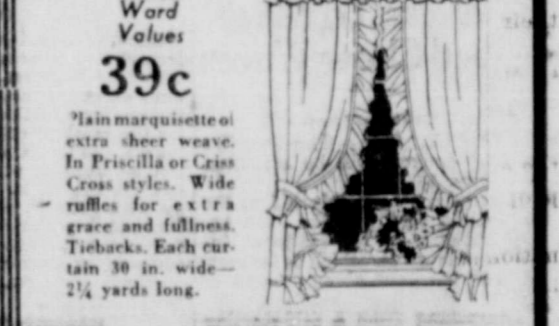 Ward
Values
39c
Plain marquisette of
extra sheer weave.
In Priscilla or Criss
Cross styles. Wide
ruffles for extra
grace and fullness.
Tiebacks. Each cur-
tain 30 in. wide—
2¼ yards long.